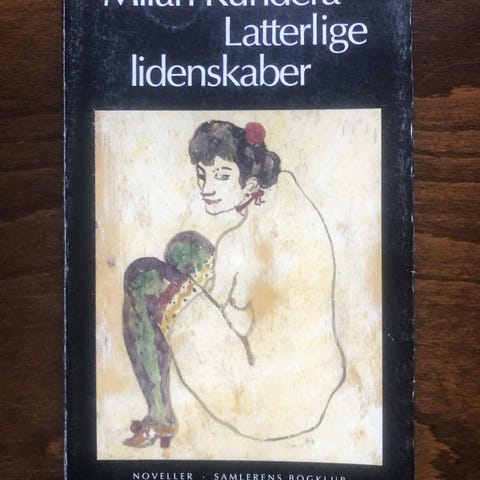 Milan Kundera
Latterlige
lidenskaber
NOVELLER · SAMLERENS BOGKLUB